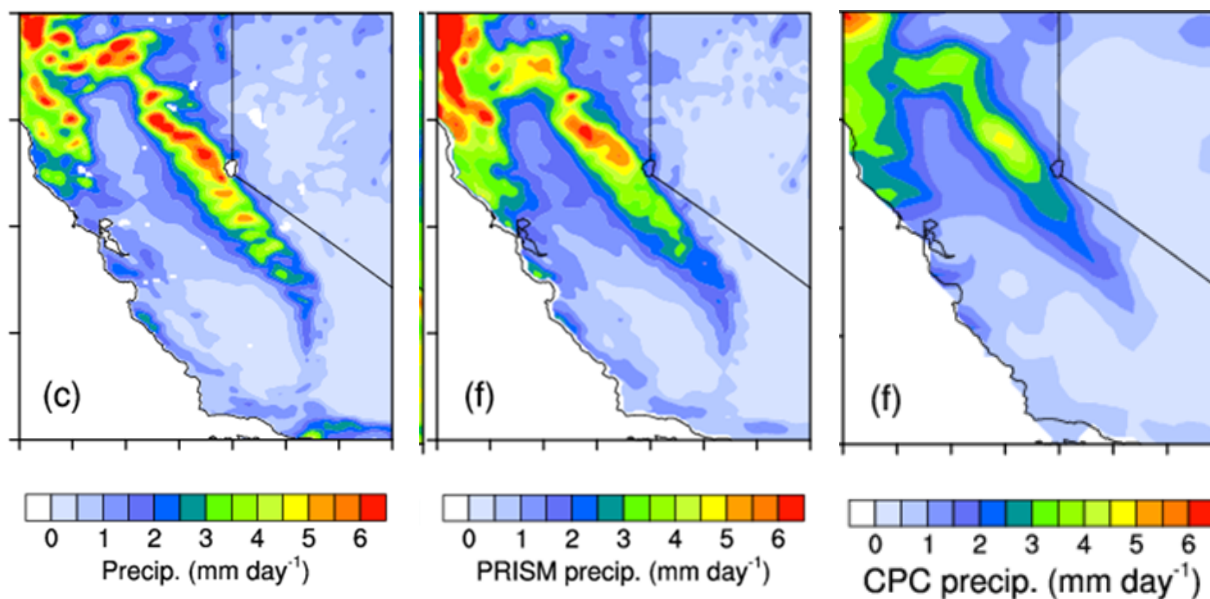 (c)
0 1 2 3 4 5 6
Precip. (mm day⁻¹)
(f)
0 1 2 3 4 5 6
PRISM precip. (mm day⁻¹)
(f)
0 1 2 3 4 5 6
CPC precip. (mm day⁻¹)